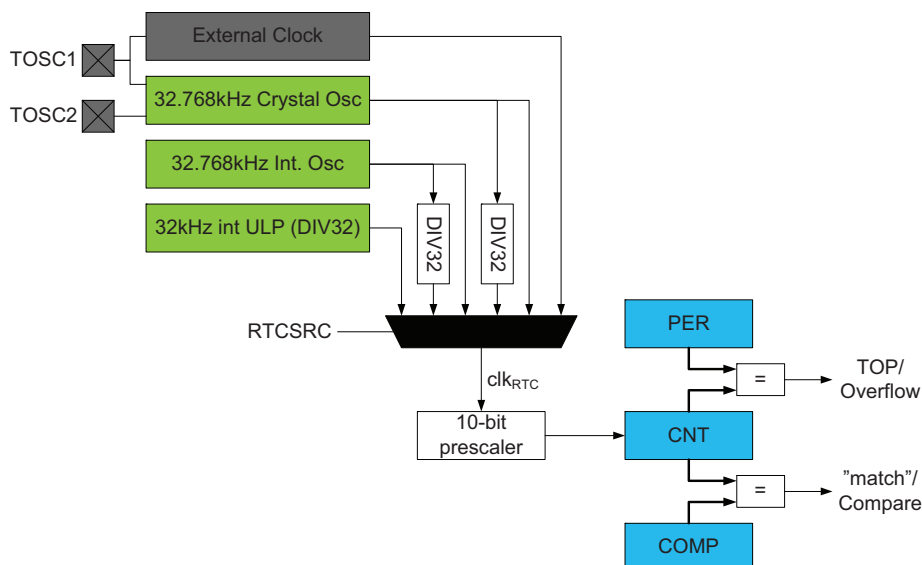 External Clock
TOSC1
32.768kHz Crystal Osc
TOSC2
32.768kHz Int. Osc
32kHz int ULP (DIV32)
DIV32
DIV32
RTCSRC
clkRTC
10-bit
prescaler
PER
=
TOP/
Overflow
CNT
=
”match”/
Compare
COMP